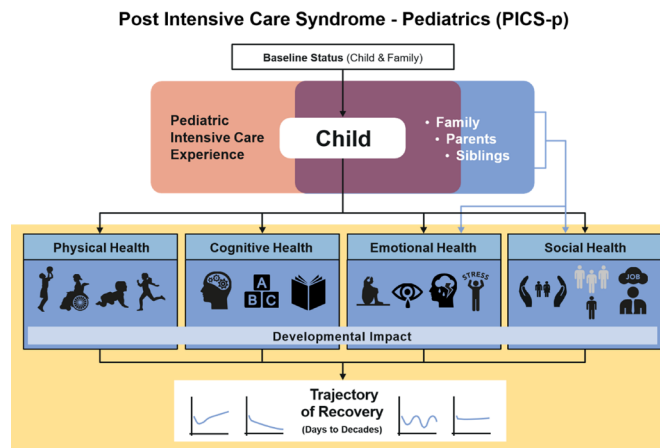 Post Intensive Care Syndrome - Pediatrics (PICS-p)
Baseline Status (Child & Family)
Pediatric
Intensive Care
Experience
Child
• Family
• Parents
• Siblings
Physical Health
Cognitive Health
Emotional Health
Social Health
A
B C
STRESS
JOB
Developmental Impact
Trajectory
of Recovery
(Days to Decades)